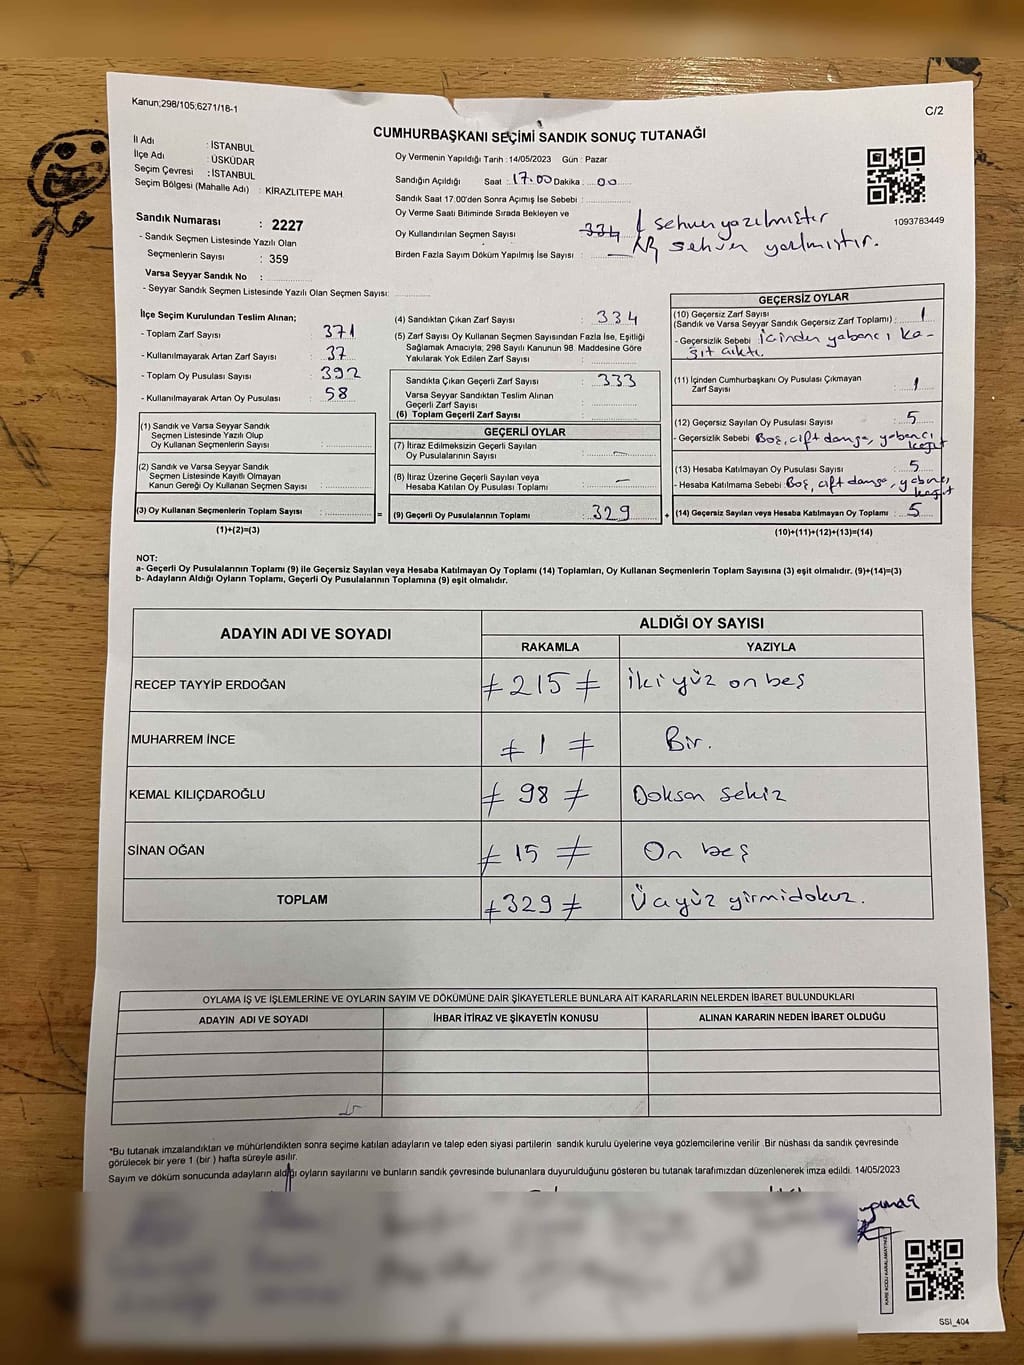 Kanun;298/105;6271/18-1
C/2
CUMHURBAŞKANI SEÇİMİ SANDIK SONUÇ TUTANAĞI
İl Adı : İSTANBUL
İlçe Adı : ÜSKÜDAR
Seçim Çevresi : İSTANBUL
Seçim Bölgesi (Mahalle Adı) : KİRAZLITEPE MAH.
Sandık Numarası : 2227
- Sandık Seçmen Listesinde Yazılı Olan
Seçmenlerin Sayısı : 359
Varsa Seyyar Sandık No :
- Seyyar Sandık Seçmen Listesinde Yazılı Olan Seçmen Sayısı:
Oy Vermenin Yapıldığı Tarih : 14/05/2023 Gün : Pazar
Sandığın Açıldığı Saat : 17.00 Dakika : 00
Sandık Saat 17.00'den Sonra Açımış İse Sebebi :
Oy Verme Saati Bitiminde Sırada Bekleyen ve
Oy Kullandırılan Seçmen Sayısı : 334 sehven yazılmıştır
Birden Fazla Sayım Döküm Yapılmış İse Sayısı : — sehven yazılmıştır.
1093783449
İlçe Seçim Kurulundan Teslim Alınan;
- Toplam Zarf Sayısı : 371
- Kullanılmayarak Artan Zarf Sayısı : 37
- Toplam Oy Pusulası Sayısı : 392
- Kullanılmayarak Artan Oy Pusulası : 58
(1) Sandık ve Varsa Seyyar Sandık
Seçmen Listesinde Yazılı Olup
Oy Kullanan Seçmenlerin Sayısı :
(2) Sandık ve Varsa Seyyar Sandık
Seçmen Listesinde Kayıtlı Olmayan
Kanun Gereği Oy Kullanan Seçmen Sayısı :
(3) Oy Kullanan Seçmenlerin Toplam Sayısı :
(1)+(2)=(3)
(4) Sandıktan Çıkan Zarf Sayısı : 334
(5) Zarf Sayısı Oy Kullanan Seçmen Sayısından Fazla İse, Eşitliği
Sağlamak Amacıyla, 298 Sayılı Kanunun 98. Maddesine Göre
Yakılarak Yok Edilen Zarf Sayısı :
Sandıkta Çıkan Geçerli Zarf Sayısı : 333
Varsa Seyyar Sandıktan Teslim Alınan
Geçerli Zarf Sayısı :
(6) Toplam Geçerli Zarf Sayısı :
GEÇERLİ OYLAR
(7) İtiraz Edilmeksizin Geçerli Sayılan
Oy Pusulalarının Sayısı : —
(8) İtiraz Üzerine Geçerli Sayılan veya
Hesaba Katılan Oy Pusulası Toplamı : —
= (9) Geçerli Oy Pusulalarının Toplamı : 329 +
GEÇERSİZ OYLAR
(10) Geçersiz Zarf Sayısı
(Sandık ve Varsa Seyyar Sandık Geçersiz Zarf Toplamı) : 1
- Geçersizlik Sebebi : İçinden yabancı ka-
ğıt çıktı.
(11) İçinden Cumhurbaşkanı Oy Pusulası Çıkmayan
Zarf Sayısı : 1
(12) Geçersiz Sayılan Oy Pusulası Sayısı : 5
- Geçersizlik Sebebi : Boş, çift damga, yabancı
kağıt
(13) Hesaba Katılmayan Oy Pusulası Sayısı : 5
- Hesaba Katılmama Sebebi : Boş, çift damga, yabancı,
kağıt
(14) Geçersiz Sayılan veya Hesaba Katılmayan Oy Toplamı : 5
(10)+(11)+(12)+(13)=(14)
NOT:
a- Geçerli Oy Pusulalarının Toplamı (9) ile Geçersiz Sayılan veya Hesaba Katılmayan Oy Toplamı (14) Toplamları, Oy Kullanan Seçmenlerin Toplam Sayısına (3) eşit olmalıdır. (9)+(14)=(3)
b- Adayların Aldığı Oyların Toplamı, Geçerli Oy Pusulalarının Toplamına (9) eşit olmalıdır.
ADAYIN ADI VE SOYADI
ALDIĞI OY SAYISI
RAKAMLA YAZIYLA
RECEP TAYYİP ERDOĞAN ≠ 215 ≠ İki yüz on beş
MUHARREM İNCE ≠ 1 ≠ Bir.
KEMAL KILIÇDAROĞLU ≠ 98 ≠ Doksan sekiz
SİNAN OĞAN ≠ 15 ≠ On beş
TOPLAM ≠ 329 ≠ Üçyüz yirmidokuz.
OYLAMA İŞ VE İŞLEMLERİNE VE OYLARIN SAYIM VE DÖKÜMÜNE DAİR ŞİKAYETLERLE BUNLARA AİT KARARLARIN NELERDEN İBARET BULUNDUKLARI
ADAYIN ADI VE SOYADI İHBAR İTİRAZ VE ŞİKAYETİN KONUSU ALINAN KARARIN NEDEN İBARET OLDUĞU
*Bu tutanak imzalandıktan ve mühürlendikten sonra seçime katılan adayların ve talep eden siyasi partilerin sandık kurulu üyelerine veya gözlemcilerine verilir .Bir nüshası da sandık çevresinde
görülecek bir yere 1 (bir ) hafta süreyle asılır.
Sayım ve döküm sonucunda adayların aldığı oyların sayılarını ve bunların sandık çevresinde bulunanlara duyurulduğunu gösteren bu tutanak tarafımızdan düzenlenerek imza edildi. 14/05/2023
KARE KODU KARALAMAYINIZ
SSİ_404